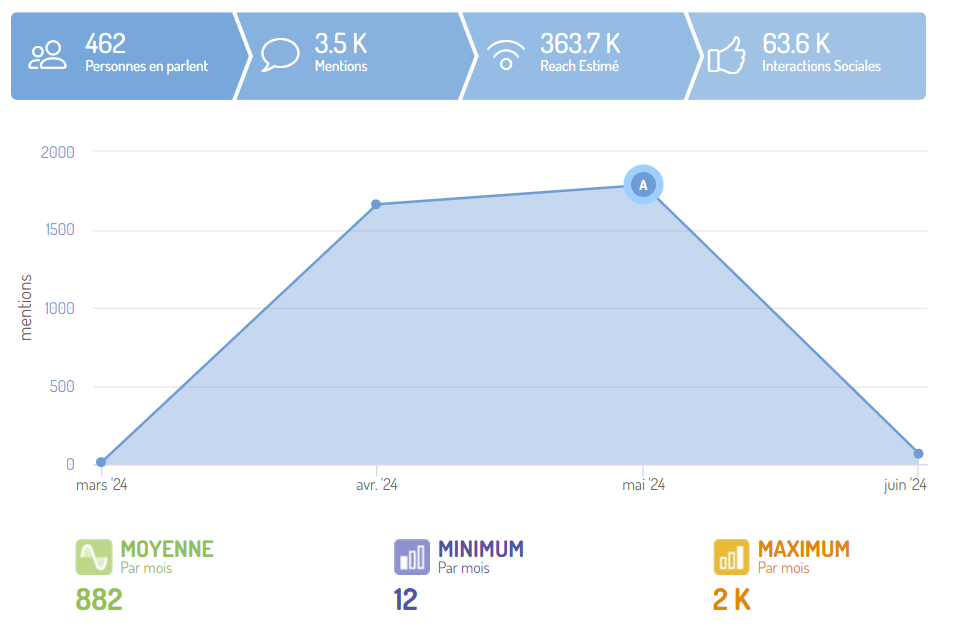 462
Personnes en parlent
3.5 K
Mentions
363.7 K
Reach Estimé
63.6 K
Interactions Sociales
2000
1500
1000
500
0
mentions
A
mars '24
avr. '24
mai '24
juin '24
MOYENNE
Par mois
882
MINIMUM
Par mois
12
MAXIMUM
Par mois
2 K